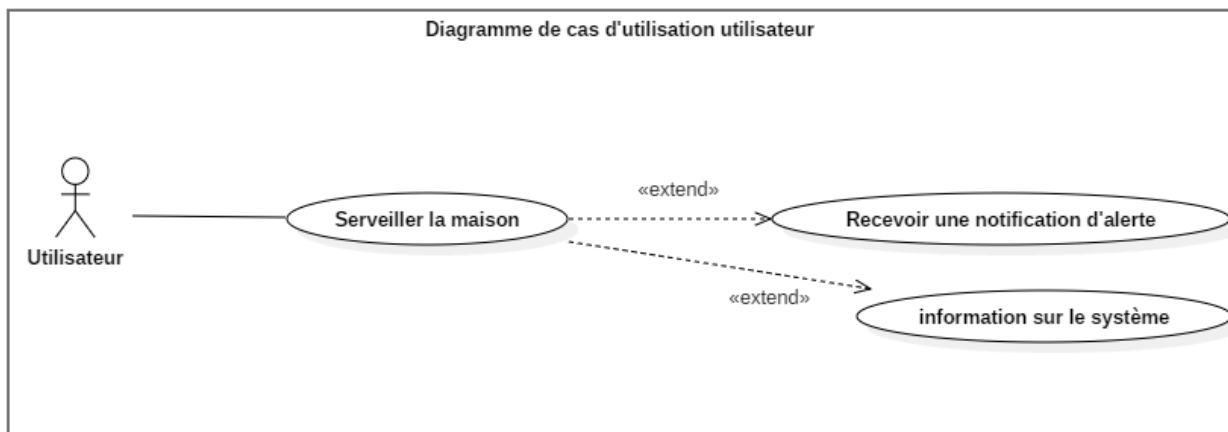 Diagramme de cas d'utilisation utilisateur
«extend»
Serveiller la maison
Recevoir une notification d'alerte
Utilisateur
«extend»
information sur le système